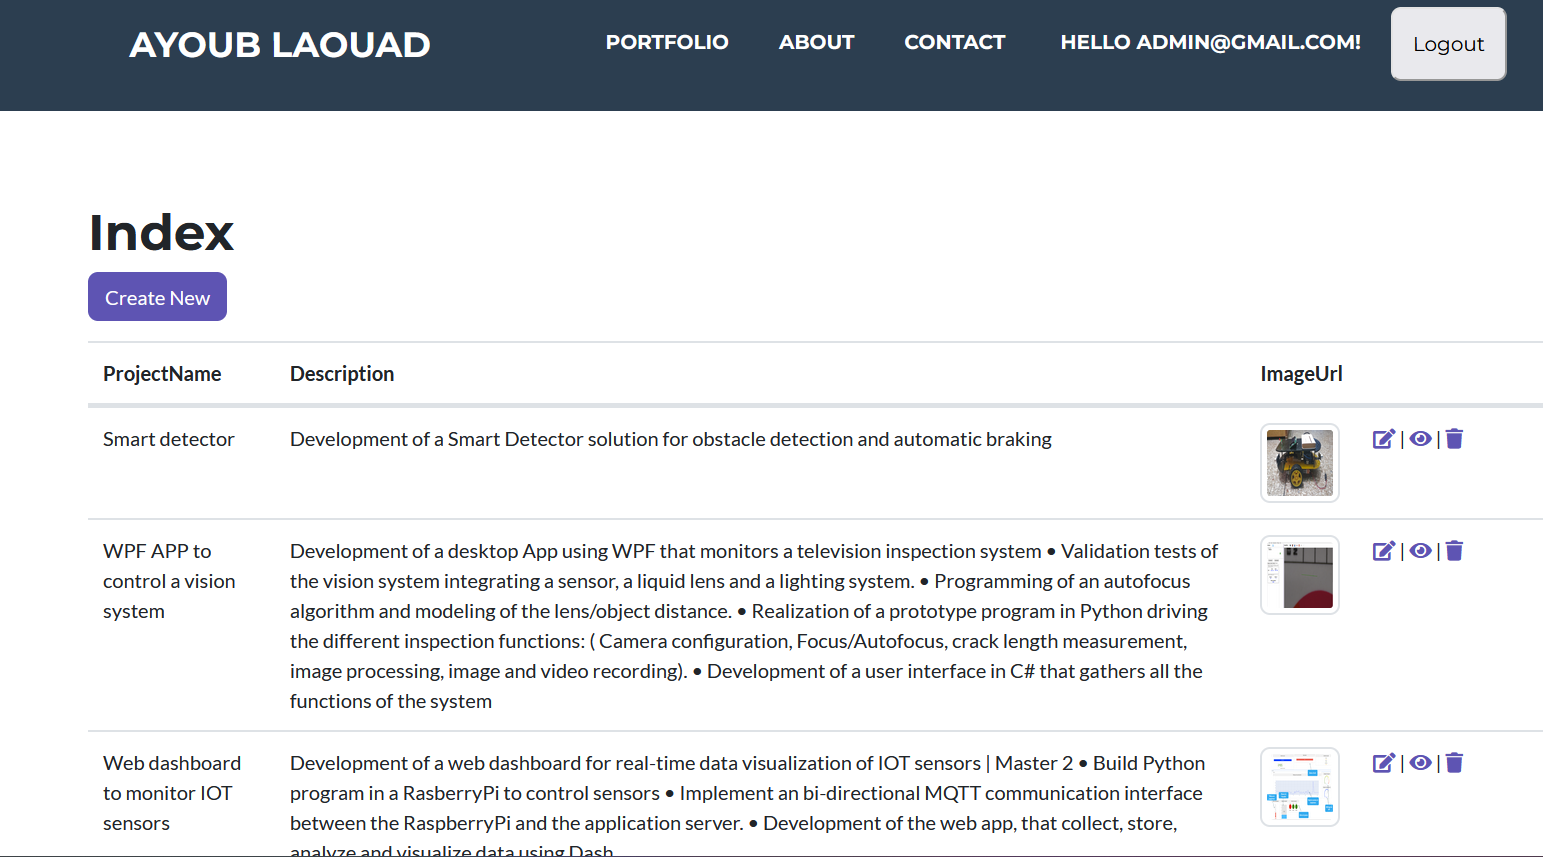 AYOUB LAOUAD
PORTFOLIO
ABOUT
CONTACT
HELLO ADMIN@GMAIL.COM!
Logout
Index
Create New
ProjectName
Description
ImageUrl
Smart detector
Development of a Smart Detector solution for obstacle detection and automatic braking
| |
WPF APP to
control a vision
system
Development of a desktop App using WPF that monitors a television inspection system • Validation tests of
the vision system integrating a sensor, a liquid lens and a lighting system. • Programming of an autofocus
algorithm and modeling of the lens/object distance. • Realization of a prototype program in Python driving
the different inspection functions: ( Camera configuration, Focus/Autofocus, crack length measurement,
image processing, image and video recording). • Development of a user interface in C# that gathers all the
functions of the system
| |
Web dashboard
to monitor IOT
sensors
Development of a web dashboard for real-time data visualization of IOT sensors | Master 2 • Build Python
program in a RasberryPi to control sensors • Implement an bi-directional MQTT communication interface
between the RaspberryPi and the application server. • Development of the web app, that collect, store,
analyze and visualize data using Dash
| |